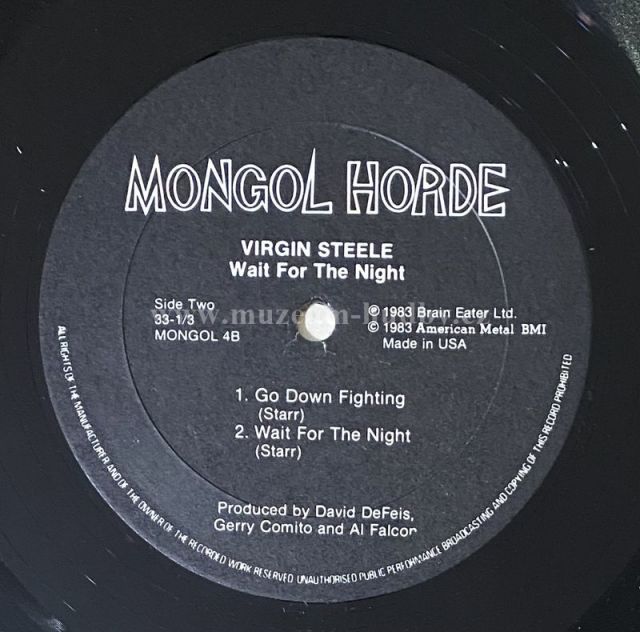 MONGOL HORDE
VIRGIN STEELE
Wait For The Night
Side Two
33-1/3
MONGOL 4B
℗ 1983 Brain Eater Ltd.
© 1983 American Metal BMI
Made in USA
1. Go Down Fighting
(Starr)
2. Wait For The Night
(Starr)
Produced by David DeFeis,
Gerry Comito and Al Falcon
ALL RIGHTS OF THE MANUFACTURER AND OF THE OWNER OF THE RECORDED WORK RESERVED UNAUTHORISED PUBLIC PERFORMANCE BROADCASTING AND COPYING OF THIS RECORD PROHIBITED